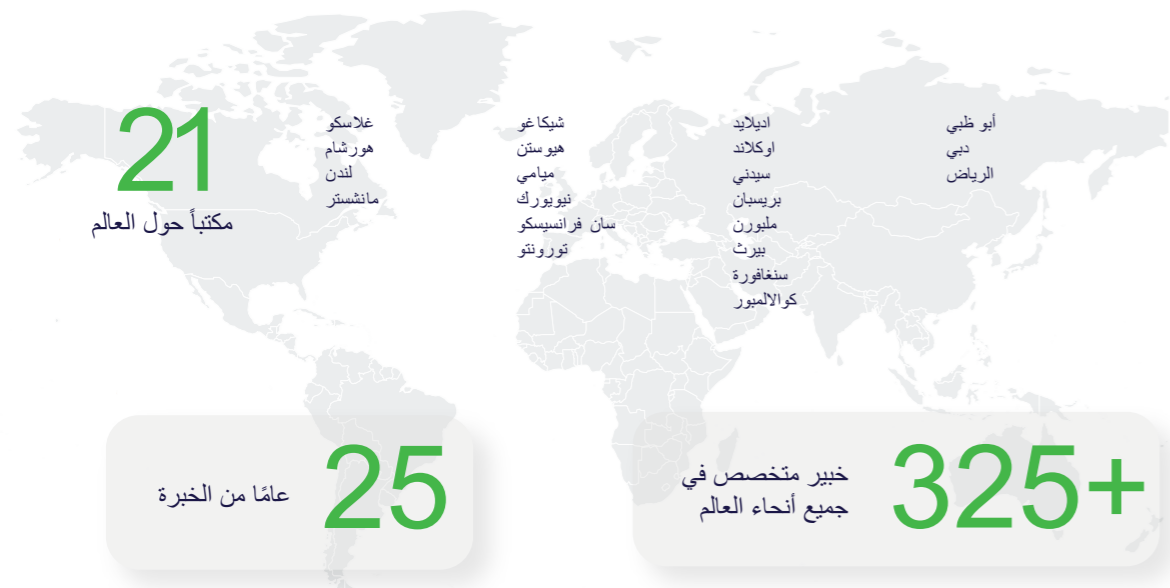 21
مكتباً حول العالم
أبو ظبي
دبي
الرياض
اديلايد
اوكلاند
سيدني
بريسبان
ملبورن
بيرث
سنغافورة
كوالالمبور
شيكاغو
هيوستن
ميامي
نيويورك
سان فرانسيسكو
تورونتو
غلاسكو
هورشام
لندن
مانشستر
325+
خبير متخصص في
جميع أنحاء العالم
25
عامًا من الخبرة